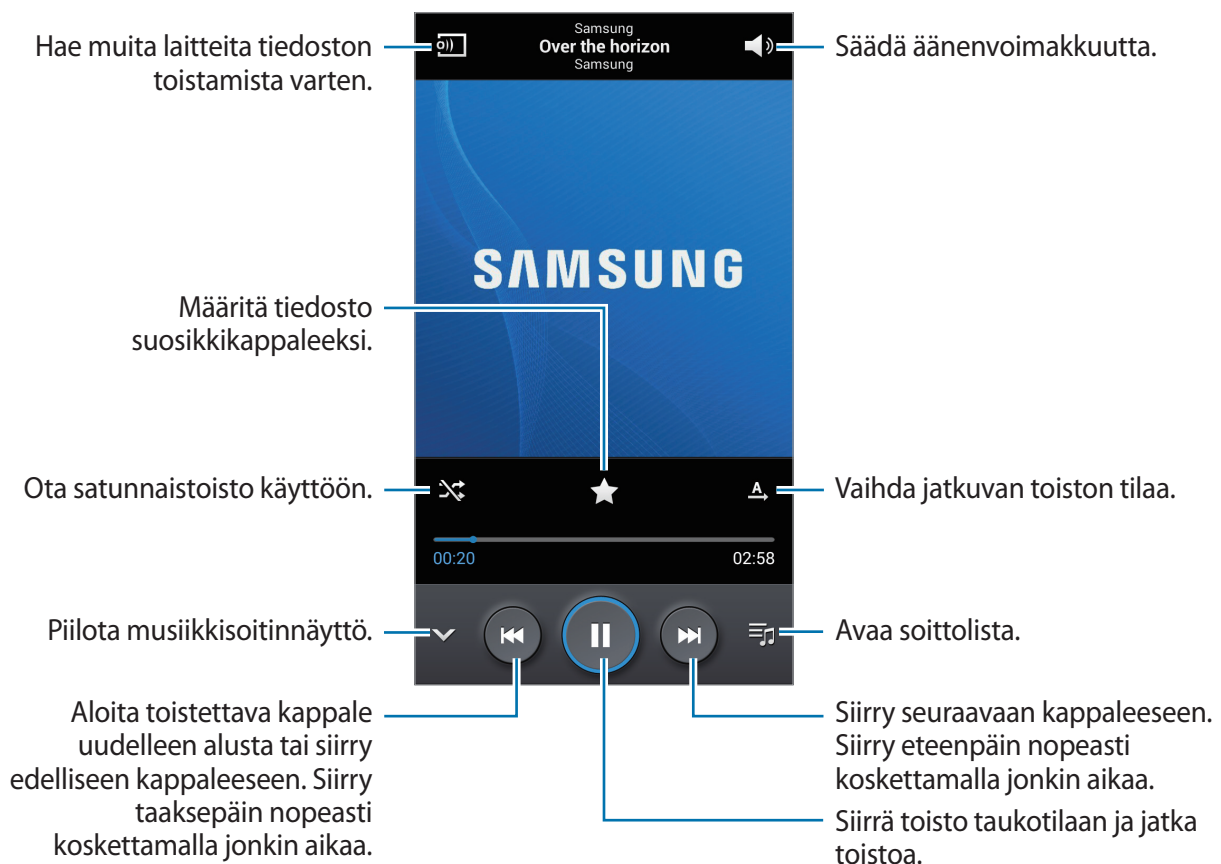 Hae muita laitteita tiedoston
toistamista varten.
Samsung
Over the horizon
Samsung
Säädä äänenvoimakkuutta.
SAMSUNG
Määritä tiedosto
suosikkikappaleeksi.
Ota satunnaistoisto käyttöön.
A
Vaihda jatkuvan toiston tilaa.
00:20
02:58
Piilota musiikkisoitinnäyttö.
Avaa soittolista.
Aloita toistettava kappale
uudelleen alusta tai siirry
edelliseen kappaleeseen. Siirry
taaksepäin nopeasti
koskettamalla jonkin aikaa.
Siirry seuraavaan kappaleeseen.
Siirry eteenpäin nopeasti
koskettamalla jonkin aikaa.
Siirrä toisto taukotilaan ja jatka
toistoa.